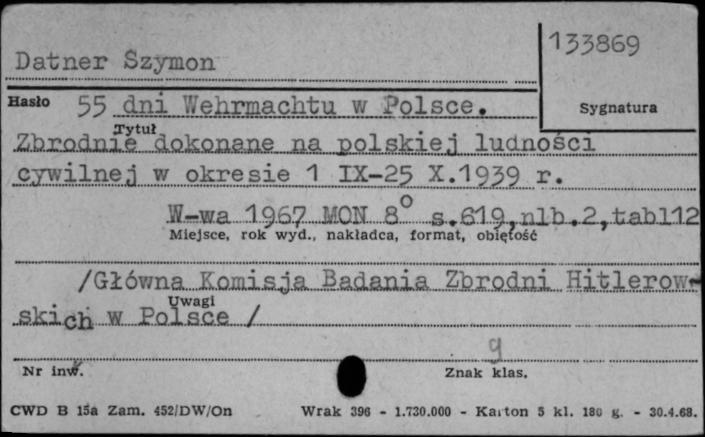 133869
Datner Szymon
Hasło 55 dni Wehrmachtu w Polsce. Sygnatura
Tytuł
Zbrodnie dokonane na polskiej ludności
cywilnej w okresie 1 IX-25 X.1939 r.
W-wa 1967 MON 8° s.619,nlb.2,tabl12
Miejsce, rok wyd., nakładca, format, objętość
/Główna Komisja Badania Zbrodni Hitlerow-
Uwagi
skich w Polsce /
g
Nr inw. Znak klas.
CWD B 15a Zam. 452/DW/On Wrak 396 - 1.730.000 - Karton 5 kl. 180 g. - 30.4.68.